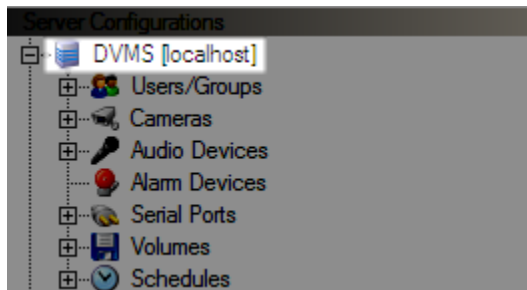 Server Configurations
DVMS [localhost]
Users/Groups
Cameras
Audio Devices
Alarm Devices
Serial Ports
Volumes
Schedules